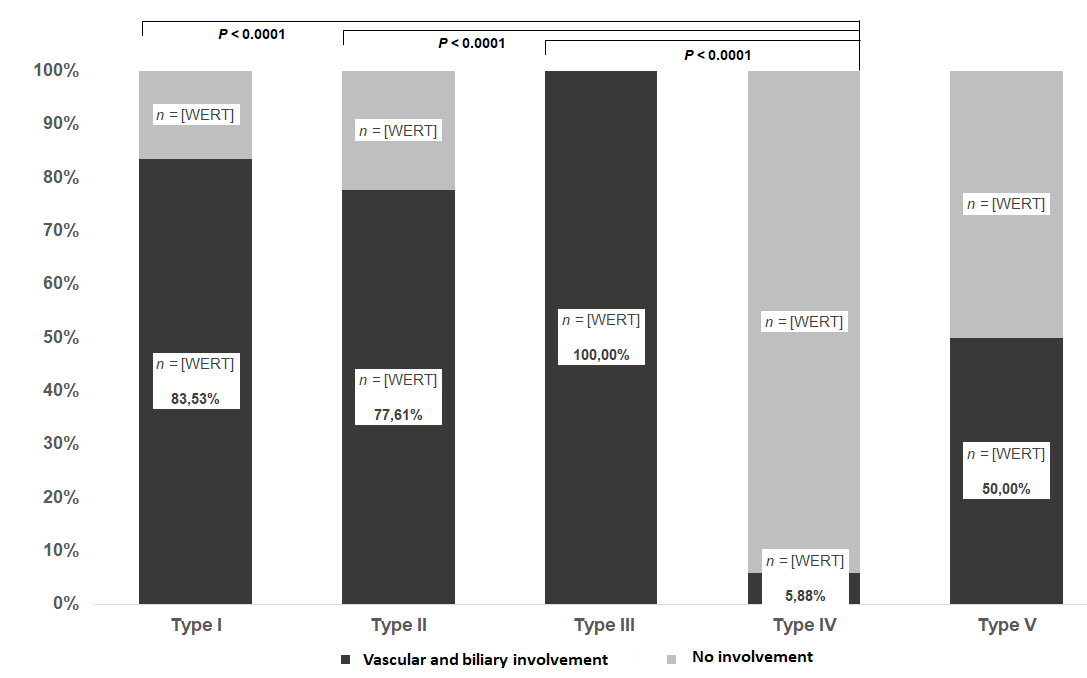 P < 0.0001
P < 0.0001
P < 0.0001
100%
90%
80%
70%
60%
50%
40%
30%
20%
10%
0%
n = [WERT]
n = [WERT]
83,53%
n = [WERT]
n = [WERT]
77,61%
n = [WERT]
100,00%
n = [WERT]
n = [WERT]
5,88%
n = [WERT]
n = [WERT]
50,00%
Type I
Type II
Type III
Type IV
Type V
Vascular and biliary involvement
No involvement